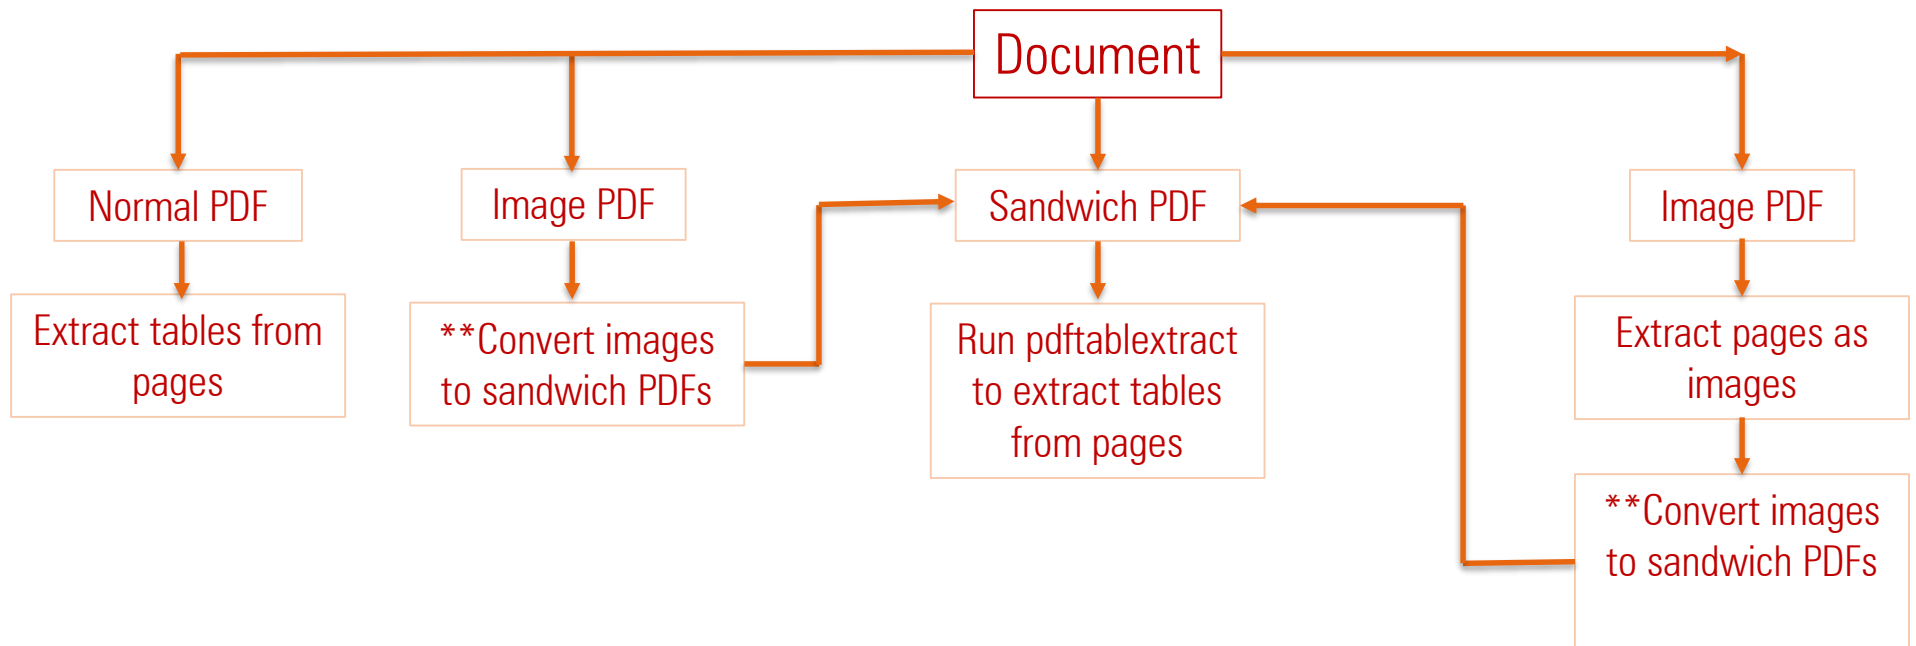 Document
Normal PDF
Image PDF
Sandwich PDF
Image PDF
Extract tables from
pages
**Convert images
to sandwich PDFs
Run pdftablextract
to extract tables
from pages
Extract pages as
images
**Convert images
to sandwich PDFs